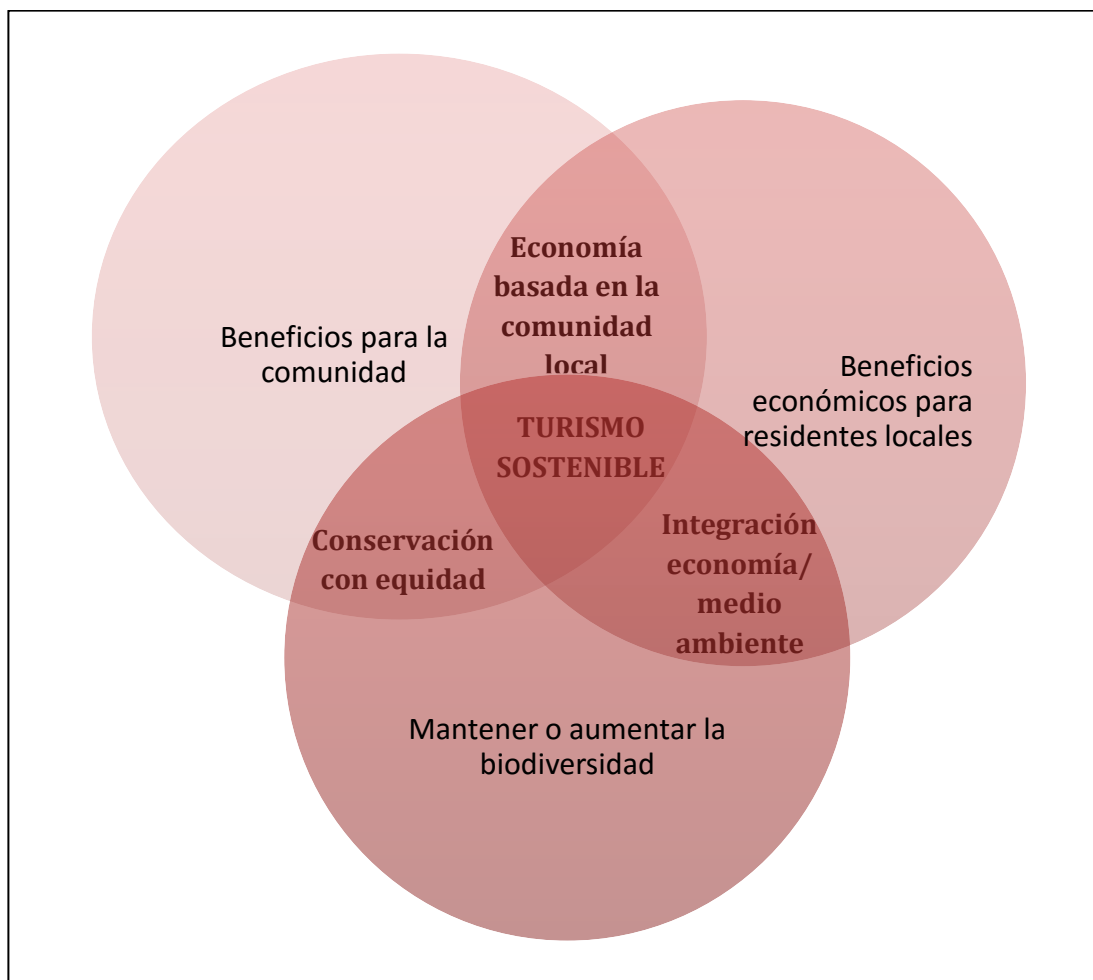 Economía
basada en la
comunidad
local
Beneficios para la
comunidad
Beneficios
económicos para
residentes locales
TURISMO
SOSTENIBLE
Conservación
con equidad
Integración
economía/
medio
ambiente
Mantener o aumentar la
biodiversidad